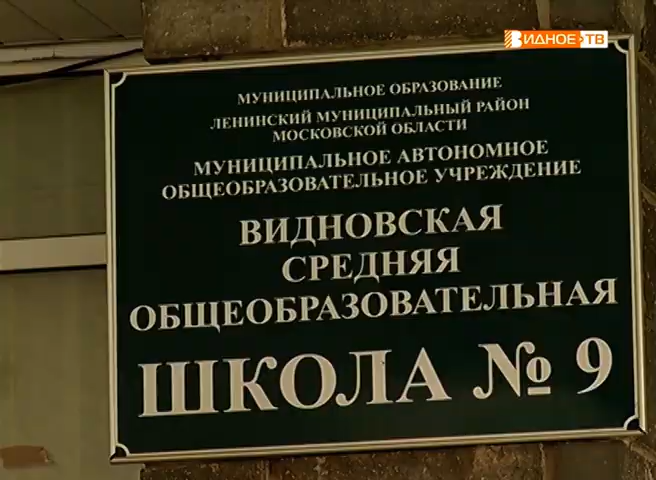 ВИДНОЕ-ТВ
МУНИЦИПАЛЬНОЕ ОБРАЗОВАНИЕ
ЛЕНИНСКИЙ МУНИЦИПАЛЬНЫЙ РАЙОН
МОСКОВСКОЙ ОБЛАСТИ
МУНИЦИПАЛЬНОЕ АВТОНОМНОЕ
ОБЩЕОБРАЗОВАТЕЛЬНОЕ УЧРЕЖДЕНИЕ
ВИДНОВСКАЯ
СРЕДНЯЯ
ОБЩЕОБРАЗОВАТЕЛЬНАЯ
ШКОЛА № 9